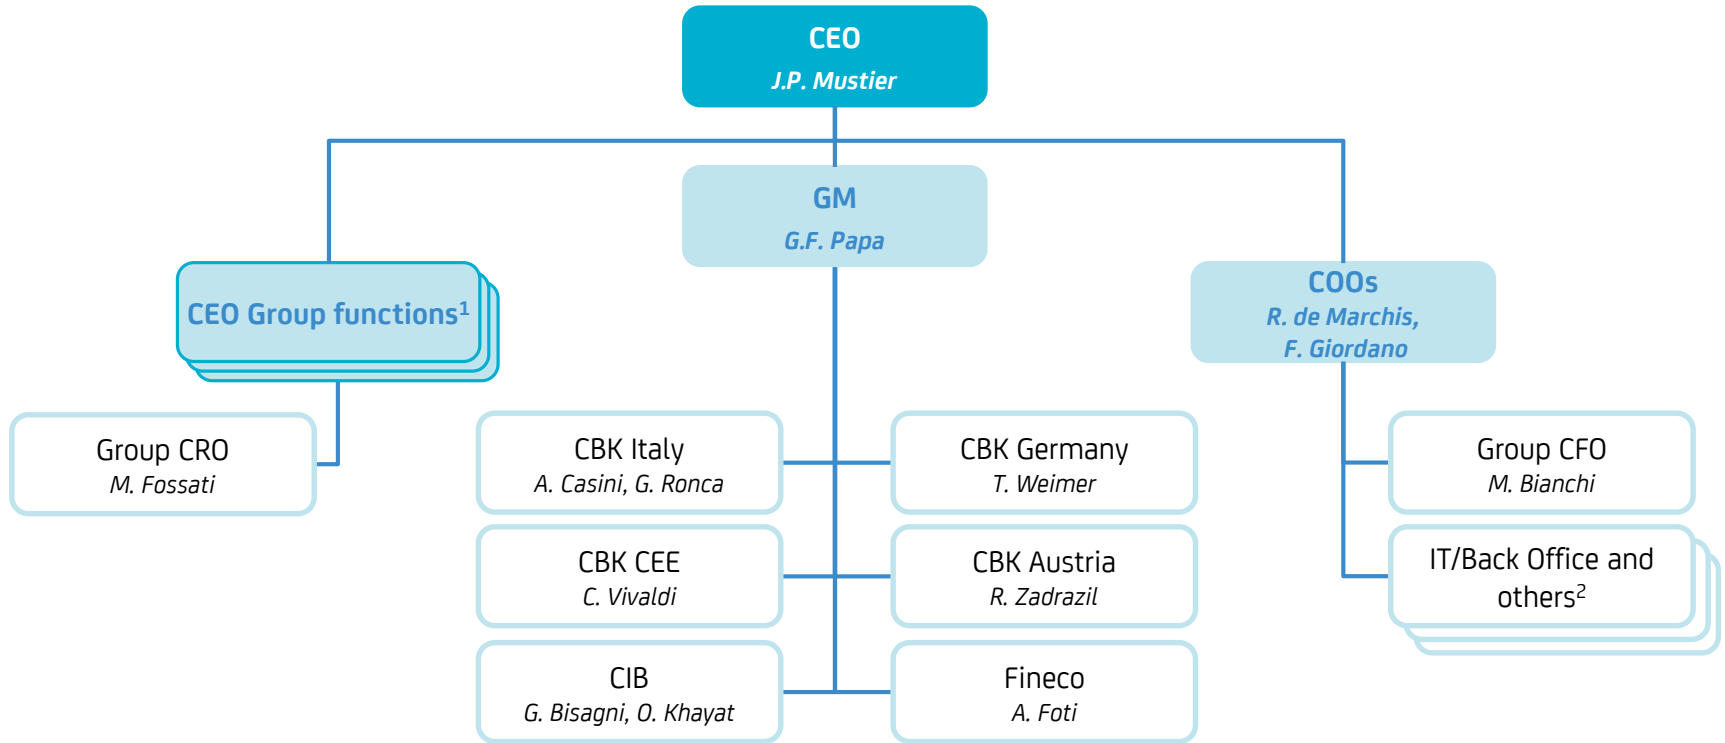 CEO
J.P. Mustier
GM
G.F. Papa
CEO Group functions¹
COOs
R. de Marchis,
F. Giordano
Group CRO
M. Fossati
CBK Italy
A. Casini, G. Ronca
CBK Germany
T. Weimer
Group CFO
M. Bianchi
CBK CEE
C. Vivaldi
CBK Austria
R. Zadrazil
IT/Back Office and
others²
CIB
G. Bisagni, O. Khayat
Fineco
A. Foti